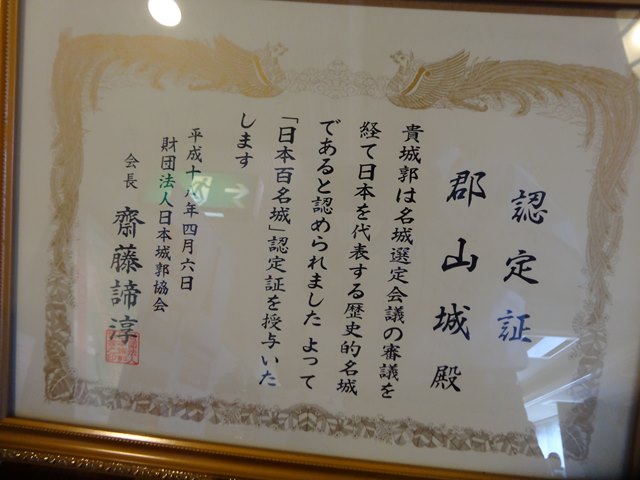 認定証
郡山城殿
貴城郭は名城選定会議の審議を
経て日本を代表する歴史的名城
であると認められました よって
「日本百名城」認定証を授与いた
します
平成十八年四月六日
財団法人日本城郭協会
会長 齋藤諦淳